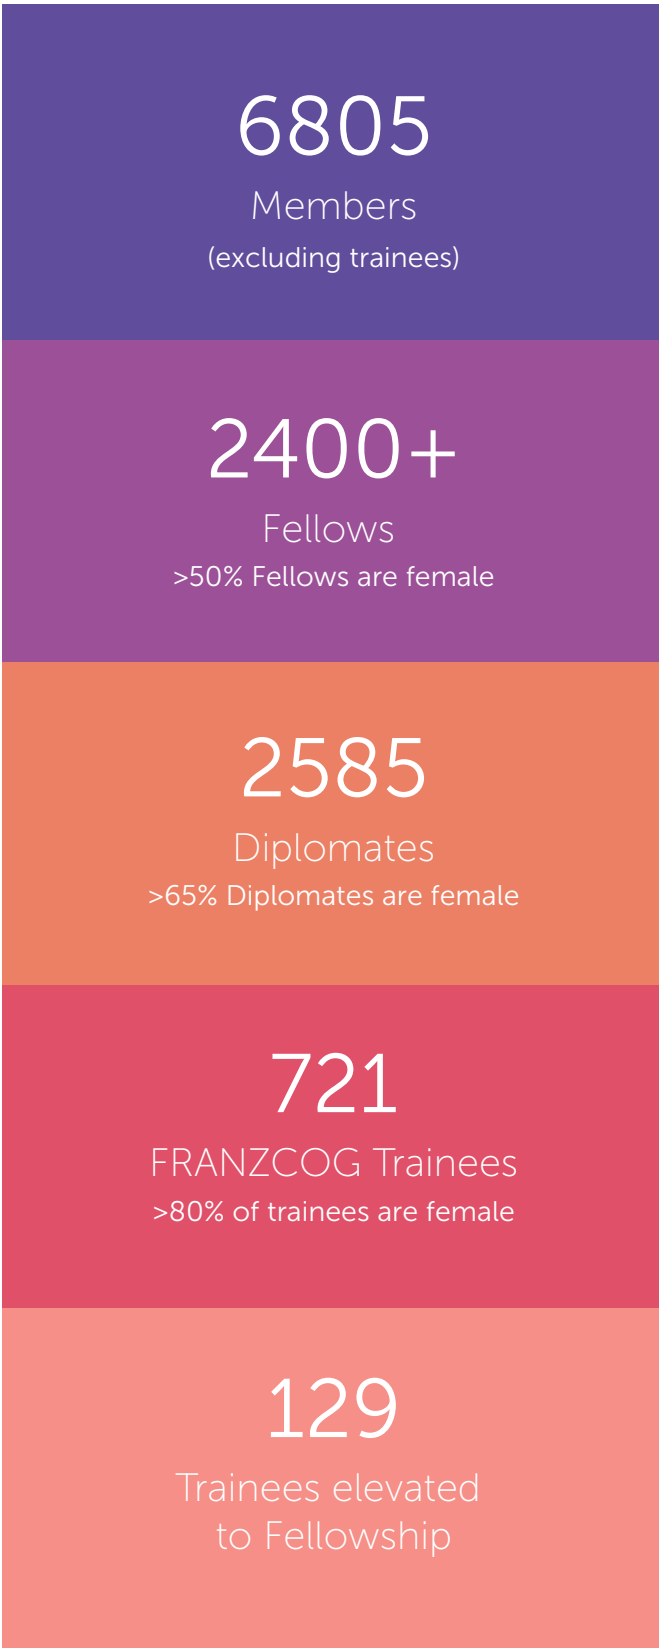 6805
Members
(excluding trainees)
2400+
Fellows
>50% Fellows are female
2585
Diplomates
>65% Diplomates are female
721
FRANZCOG Trainees
>80% of trainees are female
129
Trainees elevated
to Fellowship